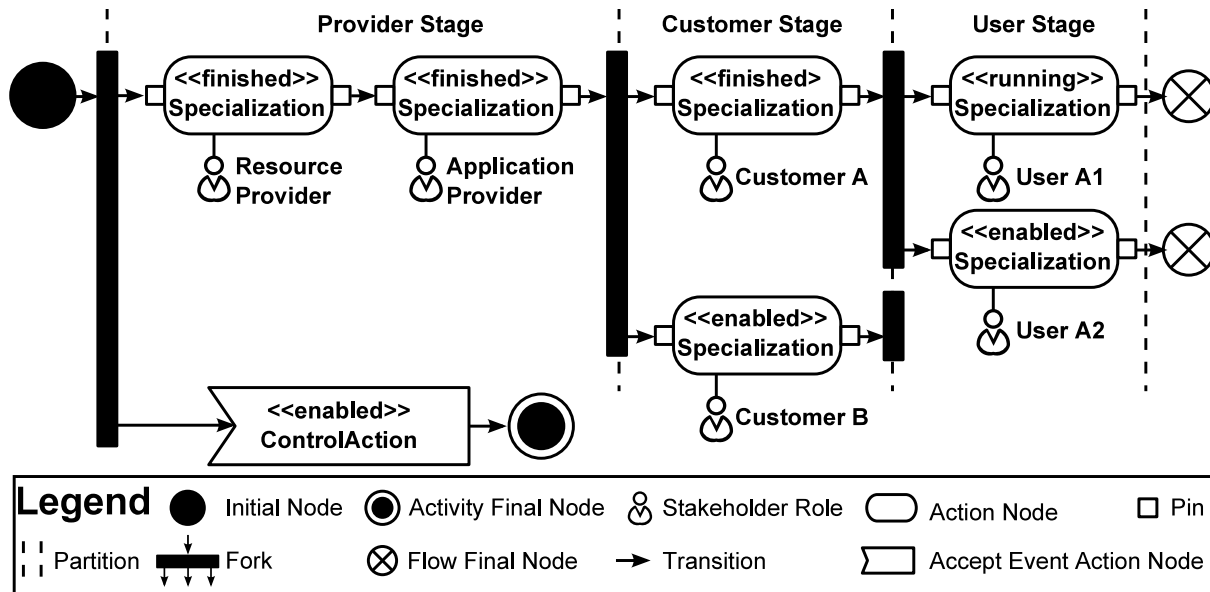 Provider Stage
Customer Stage
User Stage
<<finished>>
Specialization
Resource
Provider
<<finished>>
Specialization
Application
Provider
<<finished>
Specialization
Customer A
<<running>>
Specialization
User A1
<<enabled>>
Specialization
User A2
<<enabled>>
Specialization
Customer B
<<enabled>>
ControlAction
Legend
Initial Node
Activity Final Node
Stakeholder Role
Action Node
Pin
Partition
Fork
Flow Final Node
Transition
Accept Event Action Node